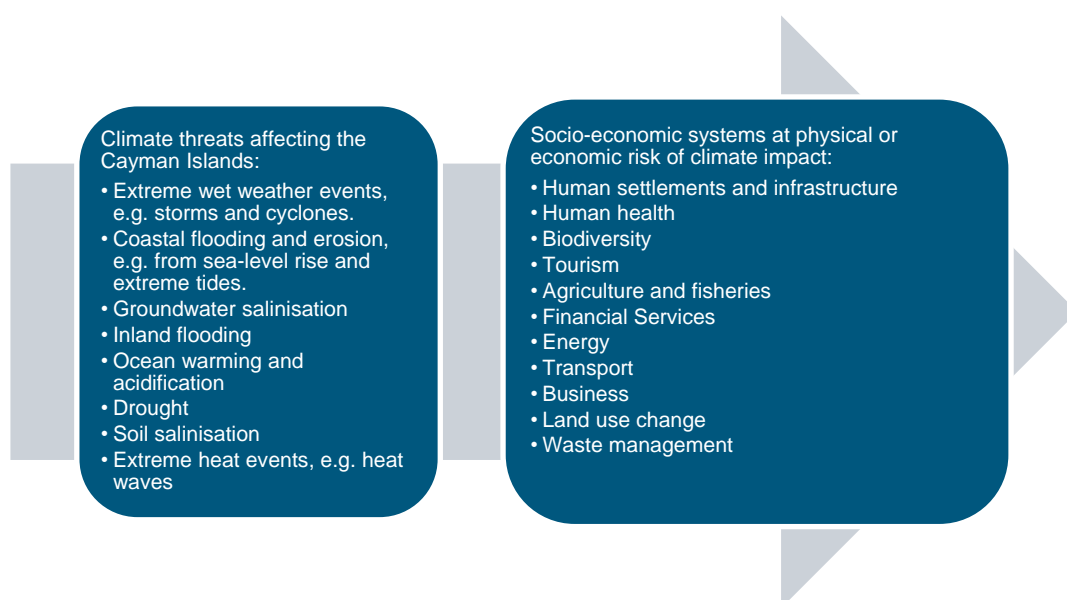 Climate threats affecting the
Cayman Islands:
• Extreme wet weather events,
e.g. storms and cyclones.
• Coastal flooding and erosion,
e.g. from sea-level rise and
extreme tides.
• Groundwater salinisation
• Inland flooding
• Ocean warming and
acidification
• Drought
• Soil salinisation
• Extreme heat events, e.g. heat
waves
Socio-economic systems at physical or
economic risk of climate impact:
• Human settlements and infrastructure
• Human health
• Biodiversity
• Tourism
• Agriculture and fisheries
• Financial Services
• Energy
• Transport
• Business
• Land use change
• Waste management